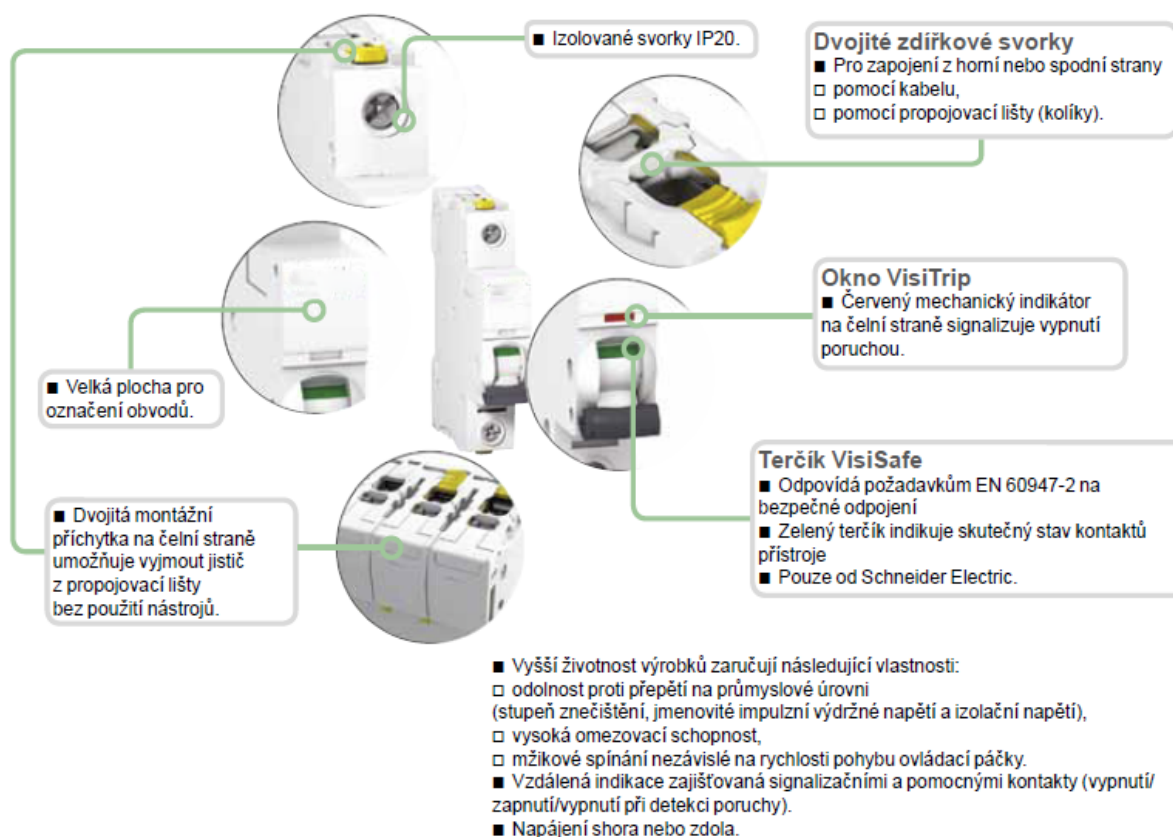 ■ Izolované svorky IP20.
Dvojité zdířkové svorky
■ Pro zapojení z horní nebo spodní strany
□ pomocí kabelu,
□ pomocí propojovací lišty (kolíky).
Okno VisiTrip
■ Červený mechanický indikátor
na čelní straně signalizuje vypnutí
poruchou.
■ Velká plocha pro
označení obvodů.
Terčík VisiSafe
■ Odpovídá požadavkům EN 60947-2 na
bezpečné odpojení
■ Zelený terčík indikuje skutečný stav kontaktů
přístroje
■ Pouze od Schneider Electric.
■ Dvojitá montážní
příchytka na čelní straně
umožňuje vyjmout jistič
z propojovací lišty
bez použití nástrojů.
■ Vyšší životnost výrobků zaručují následující vlastnosti:
□ odolnost proti přepětí na průmyslové úrovni
(stupeň znečištění, jmenovité impulzní výdržné napětí a izolační napětí),
□ vysoká omezovací schopnost,
□ mžikové spínání nezávislé na rychlosti pohybu ovládací páčky.
■ Vzdálená indikace zajišťovaná signalizačními a pomocnými kontakty (vypnutí/
zapnutí/vypnutí při detekci poruchy).
■ Napájení shora nebo zdola.